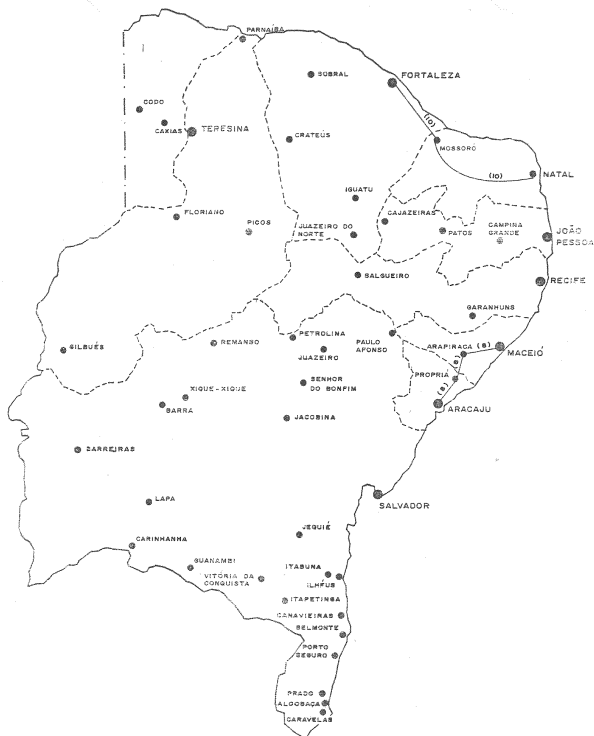 PARNAÍBA
SOBRAL
FORTALEZA
CODO
CAXIAS
TERESINA
(10)
CRATEÚS
MOSSORÓ
(10)
NATAL
IGUATU
FLORIANO
PICOS
JUAZEIRO DO
NORTE
CAJAZEIRAS
PATOS
CAMPINA
GRANDE
JOÃO
PESSOA
SALGUEIRO
RECIFE
GARANHUNS
GILBUÉS
REMANSO
PETROLINA
JUAZEIRO
PAULO
AFONSO
ARAPIRACA
(8)
MACEIÓ
(8)
PROPRIÁ
(8)
ARACAJU
SENHOR
DO BONFIM
XIQUE-XIQUE
BARRA
JACOBINA
BARREIRAS
LAPA
SALVADOR
JEQUIÉ
CARINHANHA
GUANAMBI
VITÓRIA DA
CONQUISTA
ITABUNA
ILHÉUS
ITAPETINGA
CANAVIEIRAS
BELMONTE
PORTO
SEGURO
PRADO
ALCOBAÇA
CARAVELAS